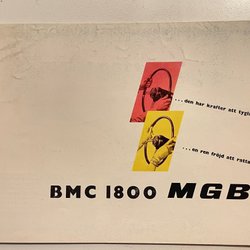 ...den har krafter att tygla
...en ren fröjd att ratta
BMC 1800 MGB